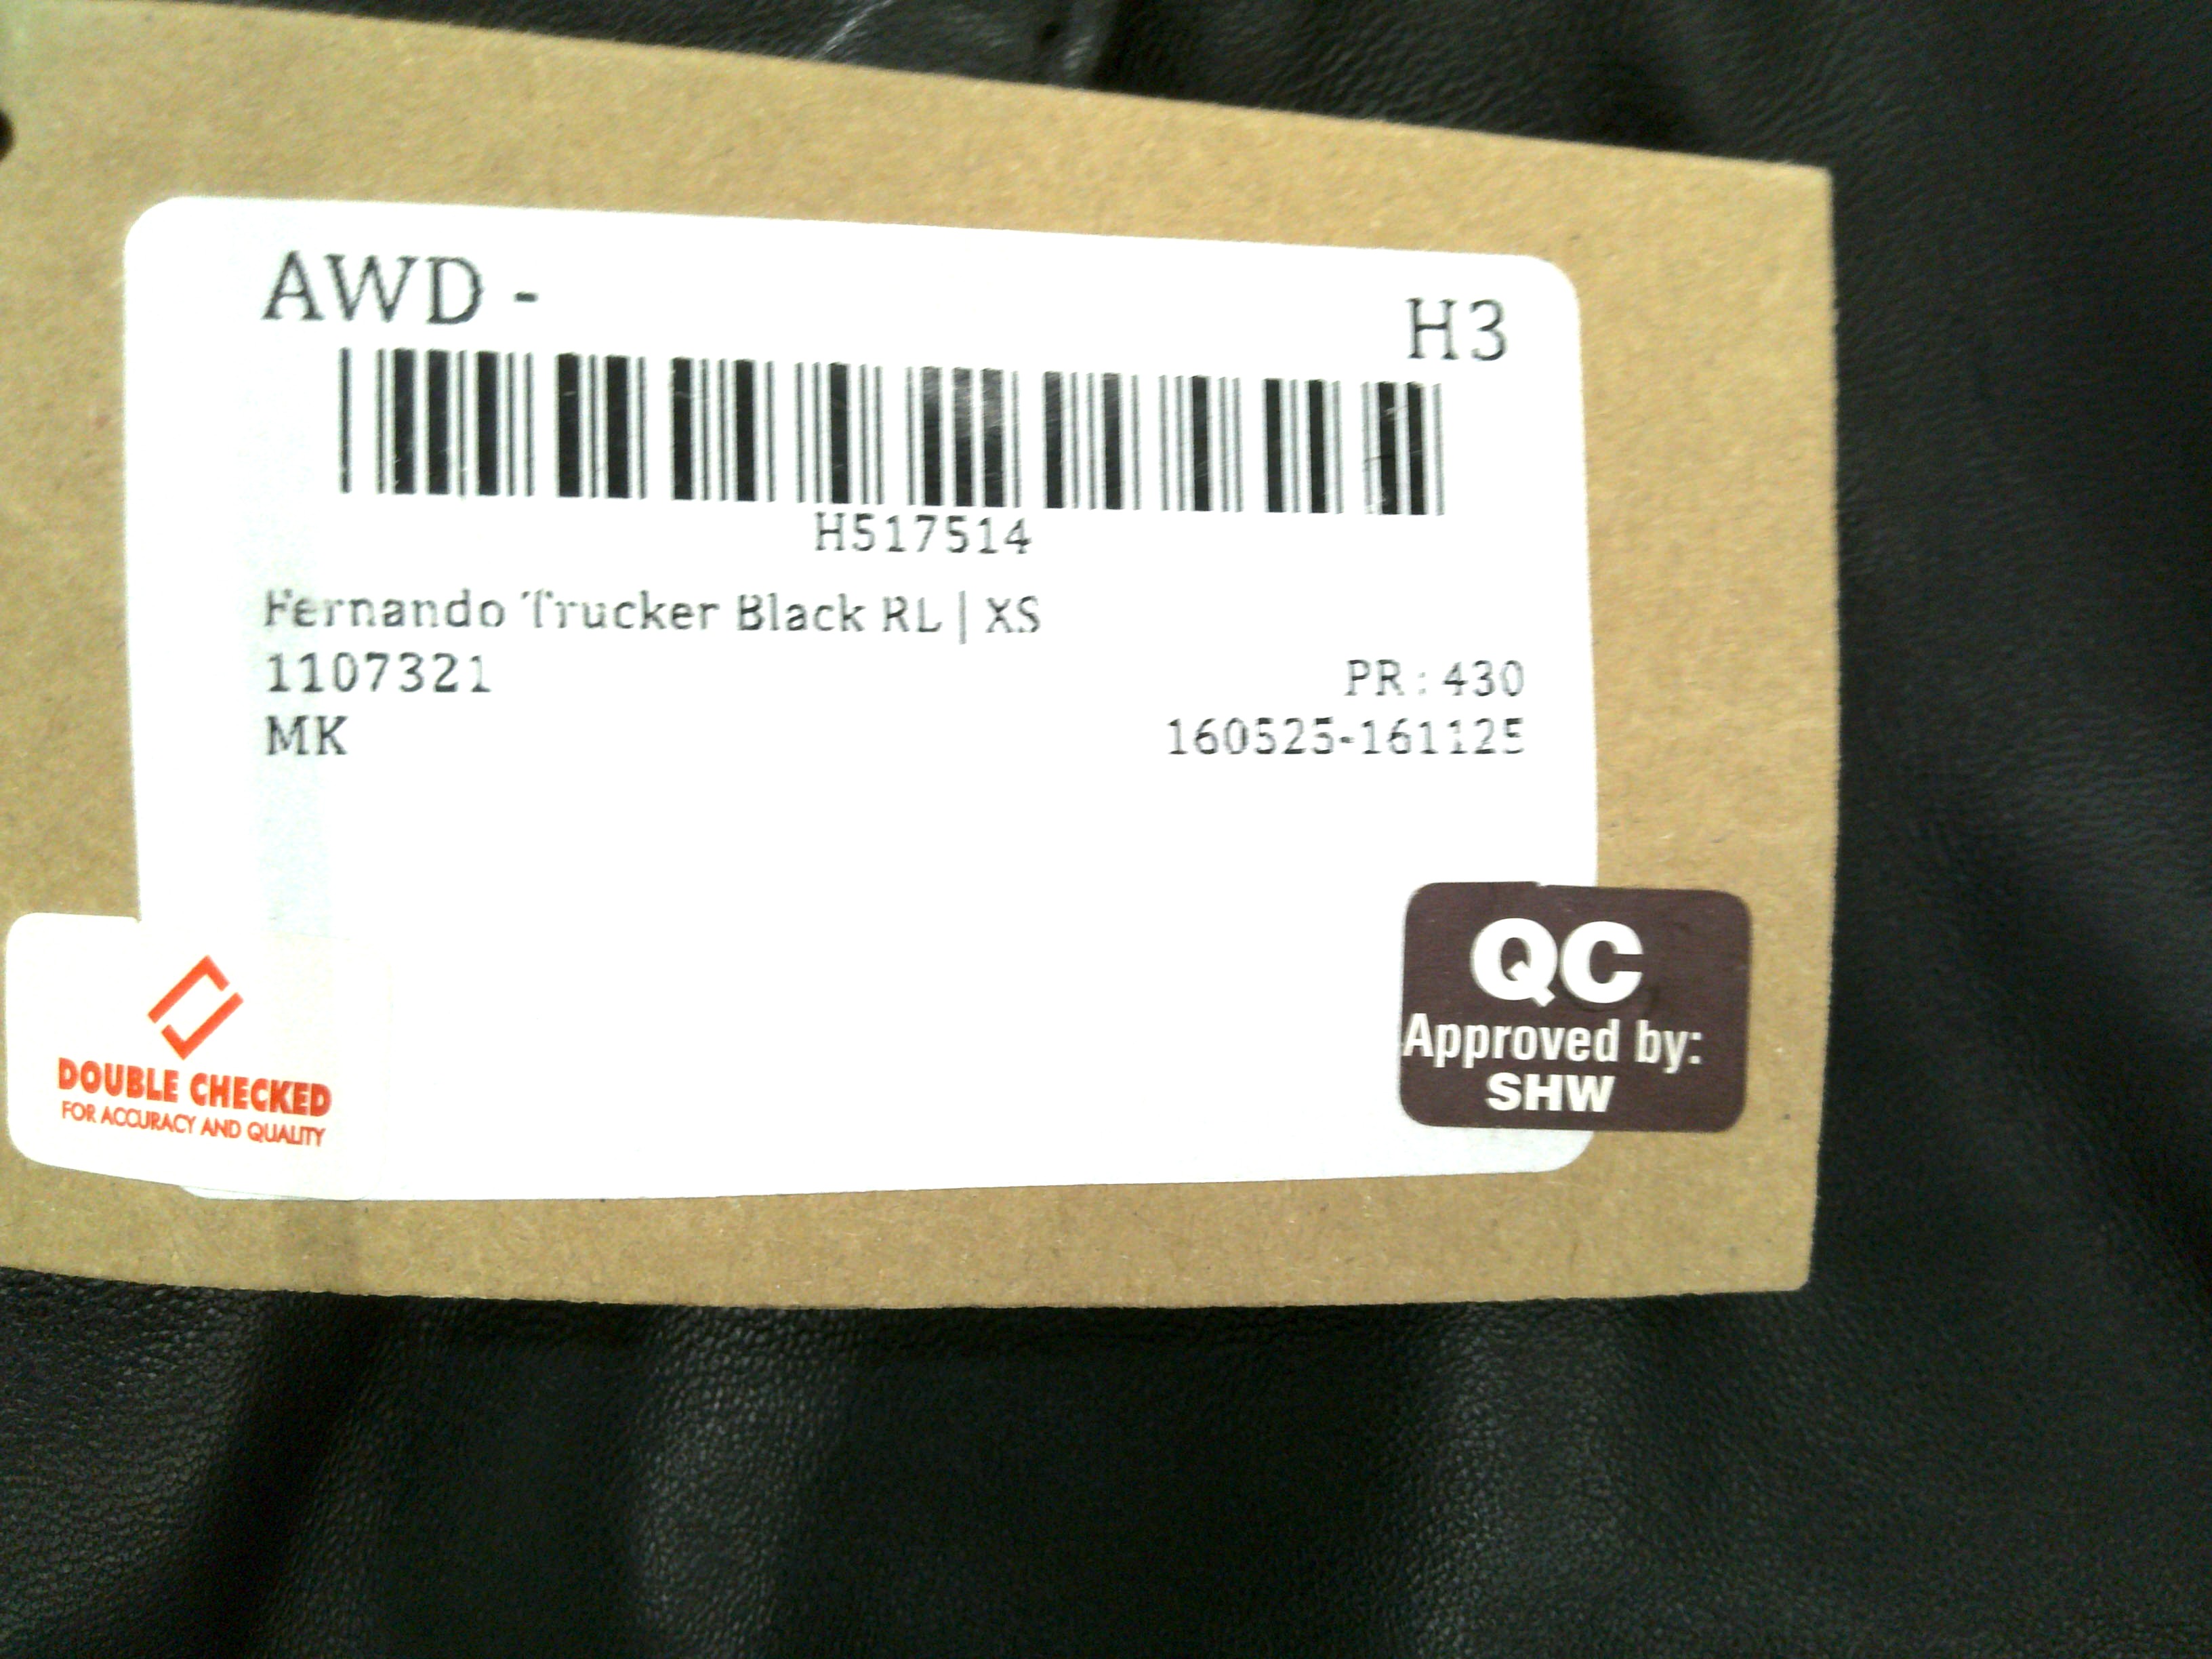 AWD - H3
H517514
Fernando Trucker Black RL | XS
1107321 PR : 430
MK 160525-161125
DOUBLE CHECKED
FOR ACCURACY AND QUALITY
QC
Approved by:
SHW